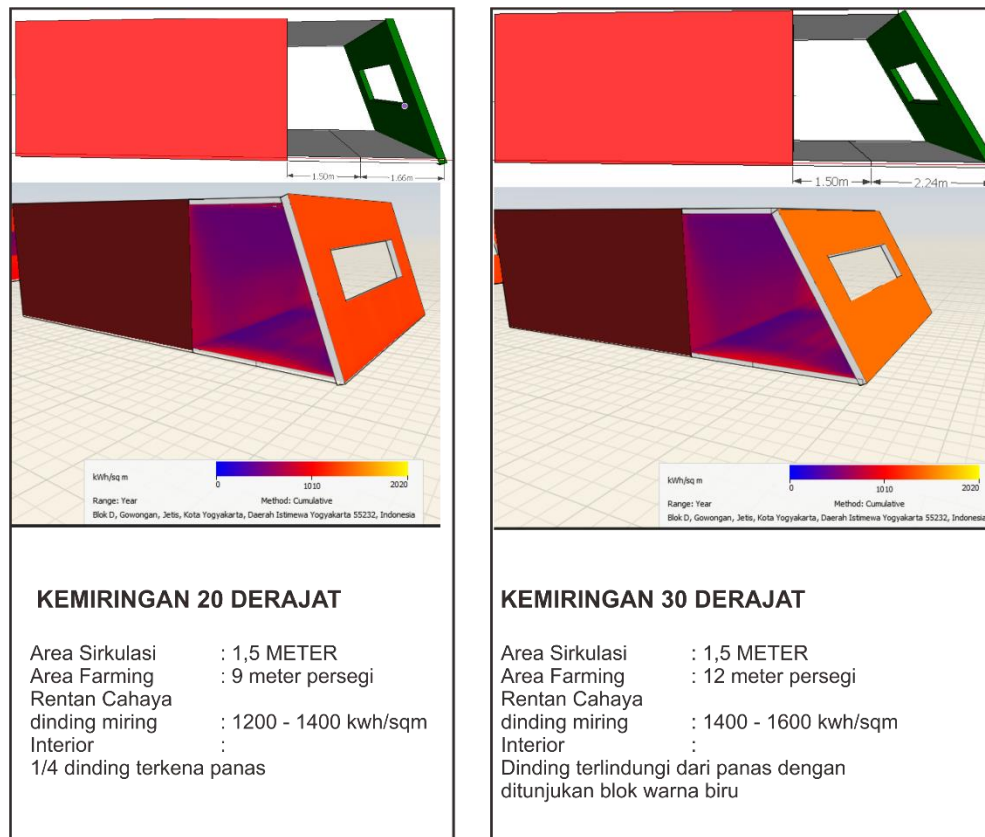 1.50m
1.66m
kWh/sq m
0
1010
2020
Range: Year
Method: Cumulative
Blok D, Gowongan, Jetis, Kota Yogyakarta, Daerah Istimewa Yogyakarta 55232, Indonesia
KEMIRINGAN 20 DERAJAT
Area Sirkulasi : 1,5 METER
Area Farming : 9 meter persegi
Rentan Cahaya
dinding miring : 1200 - 1400 kwh/sqm
Interior :
1/4 dinding terkena panas
1.50m
2.24m
kWh/sq m
0
1010
2020
Range: Year
Method: Cumulative
Blok D, Gowongan, Jetis, Kota Yogyakarta, Daerah Istimewa Yogyakarta 55232, Indonesia
KEMIRINGAN 30 DERAJAT
Area Sirkulasi : 1,5 METER
Area Farming : 12 meter persegi
Rentan Cahaya
dinding miring : 1400 - 1600 kwh/sqm
Interior :
Dinding terlindungi dari panas dengan
ditunjukan blok warna biru